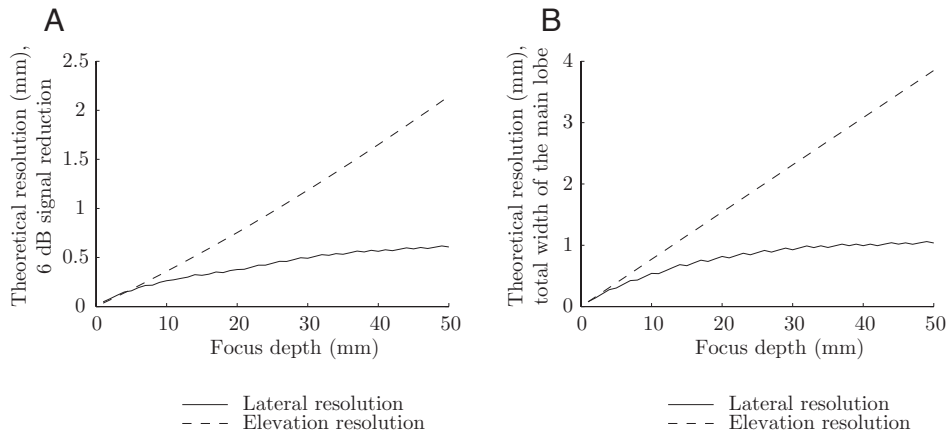 A
Theoretical resolution (mm),
6 dB signal reduction
2.5
2
1.5
1
0.5
0
0 10 20 30 40 50
Focus depth (mm)
Lateral resolution
Elevation resolution
B
Theoretical resolution (mm),
total width of the main lobe
4
3
2
1
0
0 10 20 30 40 50
Focus depth (mm)
Lateral resolution
Elevation resolution